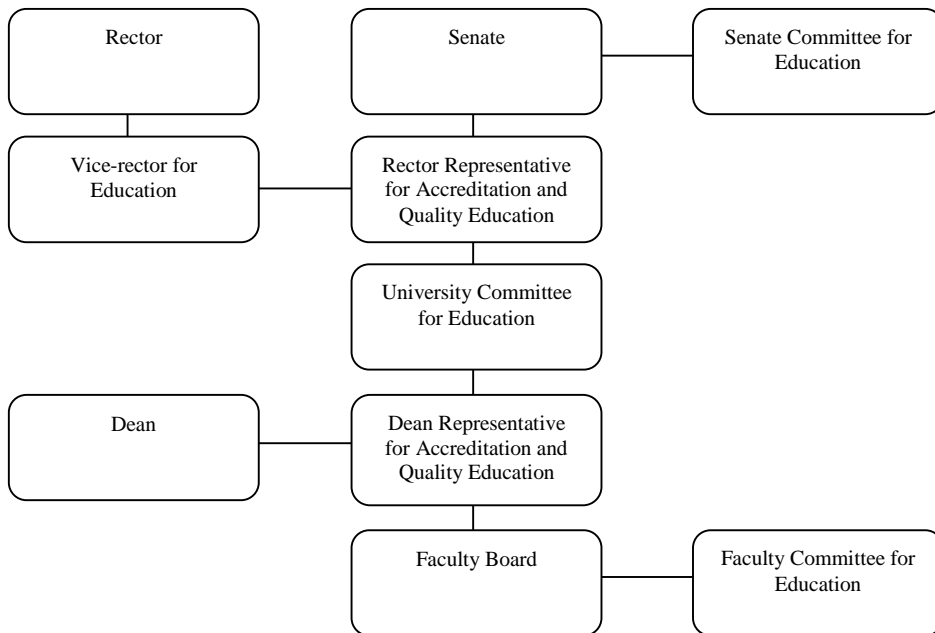 Rector
Senate
Senate Committee for
Education
Vice-rector for
Education
Rector Representative
for Accreditation and
Quality Education
University Committee
for Education
Dean
Dean Representative
for Accreditation and
Quality Education
Faculty Board
Faculty Committee for
Education